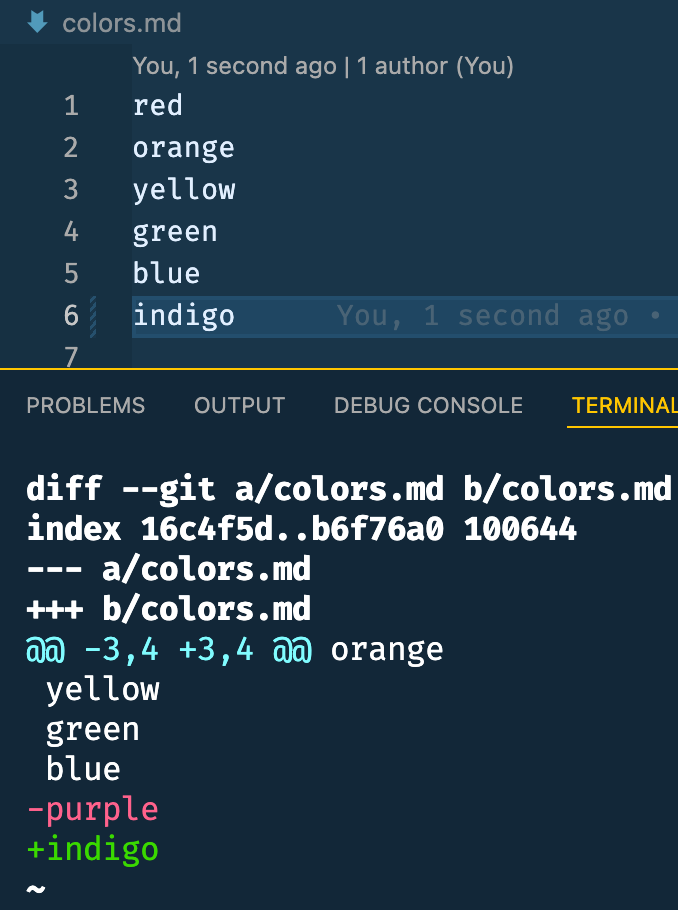 colors.md
You, 1 second ago | 1 author (You)
1 red
2 orange
3 yellow
4 green
5 blue
6 indigo You, 1 second ago •
7
PROBLEMS OUTPUT DEBUG CONSOLE TERMINAL
diff --git a/colors.md b/colors.md
index 16c4f5d..b6f76a0 100644
--- a/colors.md
+++ b/colors.md
@@ -3,4 +3,4 @@ orange
 yellow
 green
 blue
-purple
+indigo
~